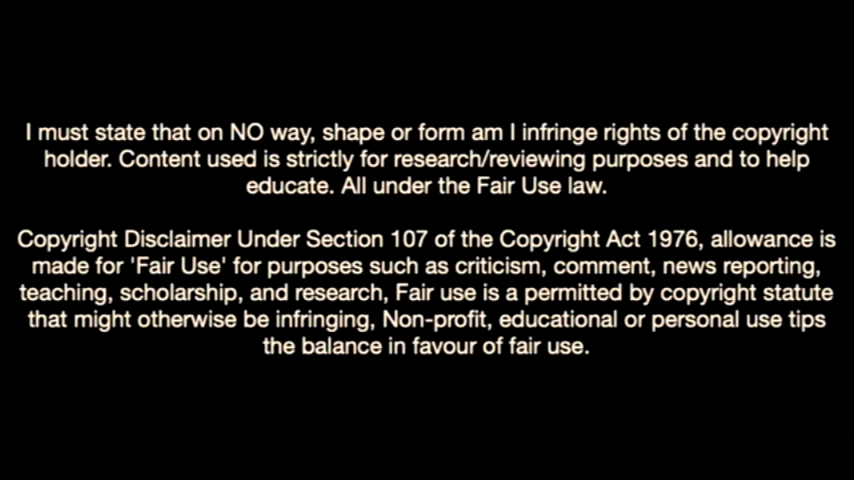 I must state that on NO way, shape or form am I infringe rights of the copyright
holder. Content used is strictly for research/reviewing purposes and to help
educate. All under the Fair Use law.
Copyright Disclaimer Under Section 107 of the Copyright Act 1976, allowance is
made for 'Fair Use' for purposes such as criticism, comment, news reporting,
teaching, scholarship, and research, Fair use is a permitted by copyright statute
that might otherwise be infringing, Non-profit, educational or personal use tips
the balance in favour of fair use.